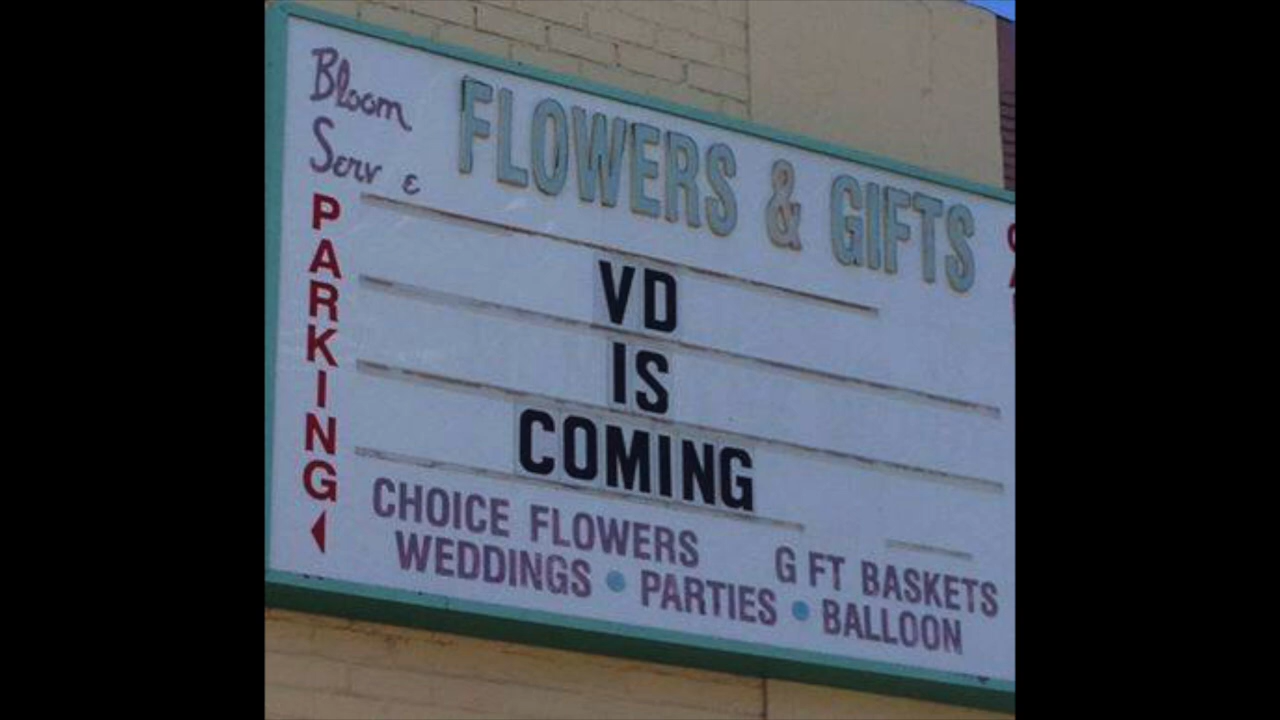 Bloom
Serv e
FLOWERS & GIFTS
PARKING
VD
IS
COMING
CHOICE FLOWERS G FT BASKETS
WEDDINGS • PARTIES • BALLOON